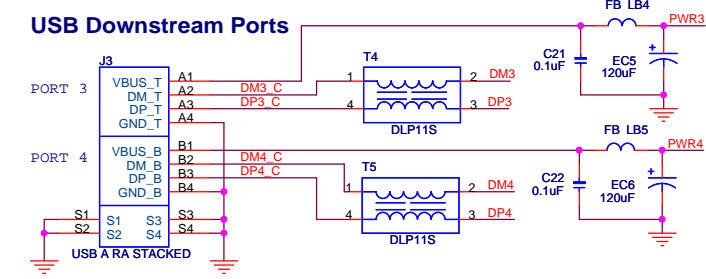 USB Downstream Ports
FB LB4
PWR3
C21
0.1uF
EC5
120uF
+
J3
PORT 3
VBUS_T A1
DM_T A2 DM3_C
DP_T A3 DP3_C
GND_T A4
T4
1 2 DM3
4 3 DP3
DLP11S
FB LB5
PWR4
C22
0.1uF
EC6
120uF
+
PORT 4
VBUS_B B1
DM_B B2 DM4_C
DP_B B3 DP4_C
GND_B B4
T5
1 2 DM4
4 3 DP4
DLP11S
S1 S1 S3 S3
S2 S2 S4 S4
USB A RA STACKED